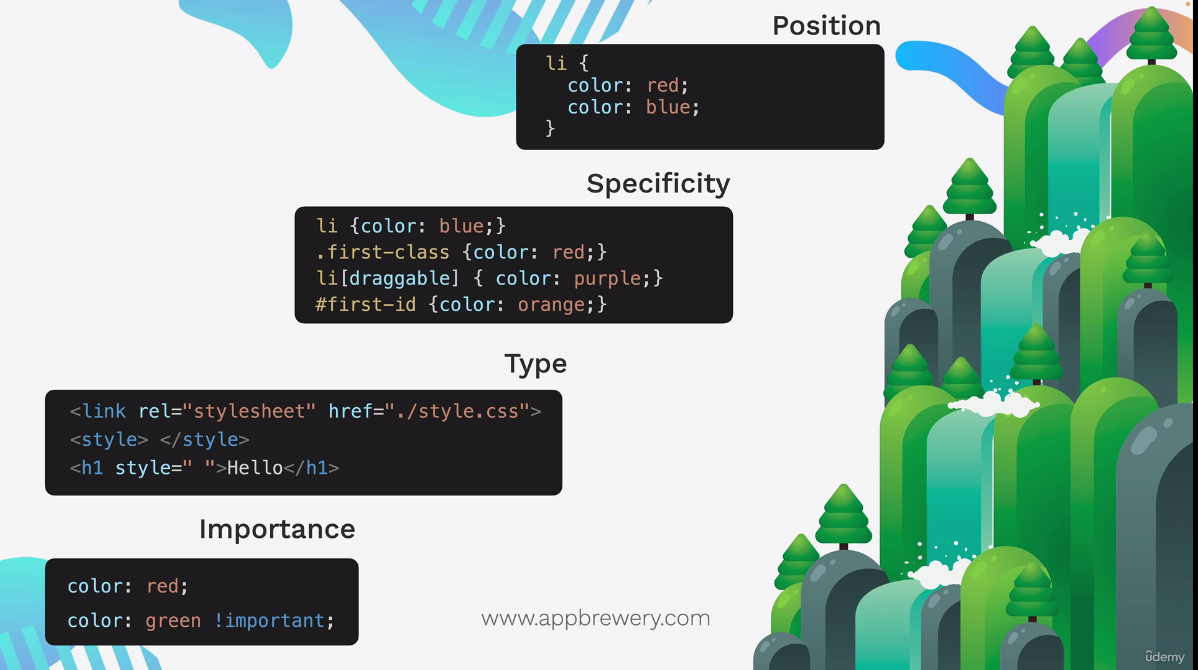 Position
li {
  color: red;
  color: blue;
}
Specificity
li {color: blue;}
.first-class {color: red;}
li[draggable] { color: purple;}
#first-id {color: orange;}
Type
<link rel="stylesheet" href="./style.css">
<style> </style>
<h1 style=" ">Hello</h1>
Importance
color: red;
color: green !important;
www.appbrewery.com
ûdemy